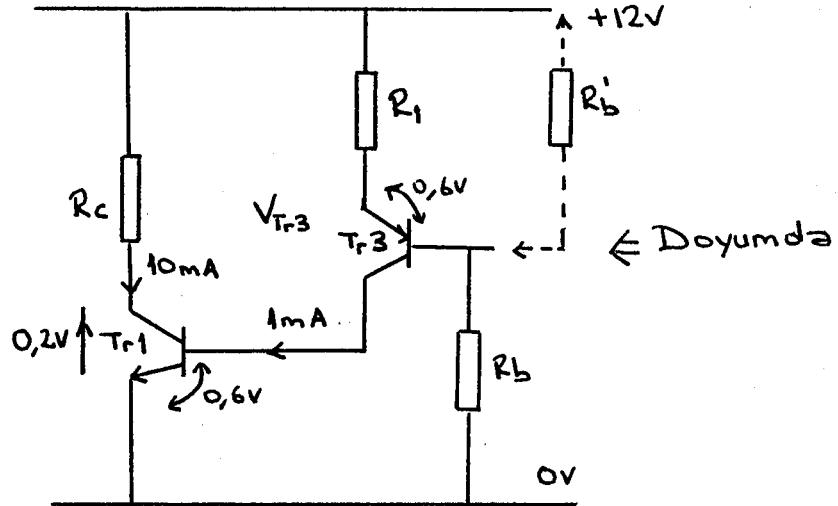 +12V
R₁
Rb'
0,6V
Rc
VTr3
Tr3
⇐ Doyumda
10mA
1mA
0,2V
Tr1
0,6V
Rb
0V